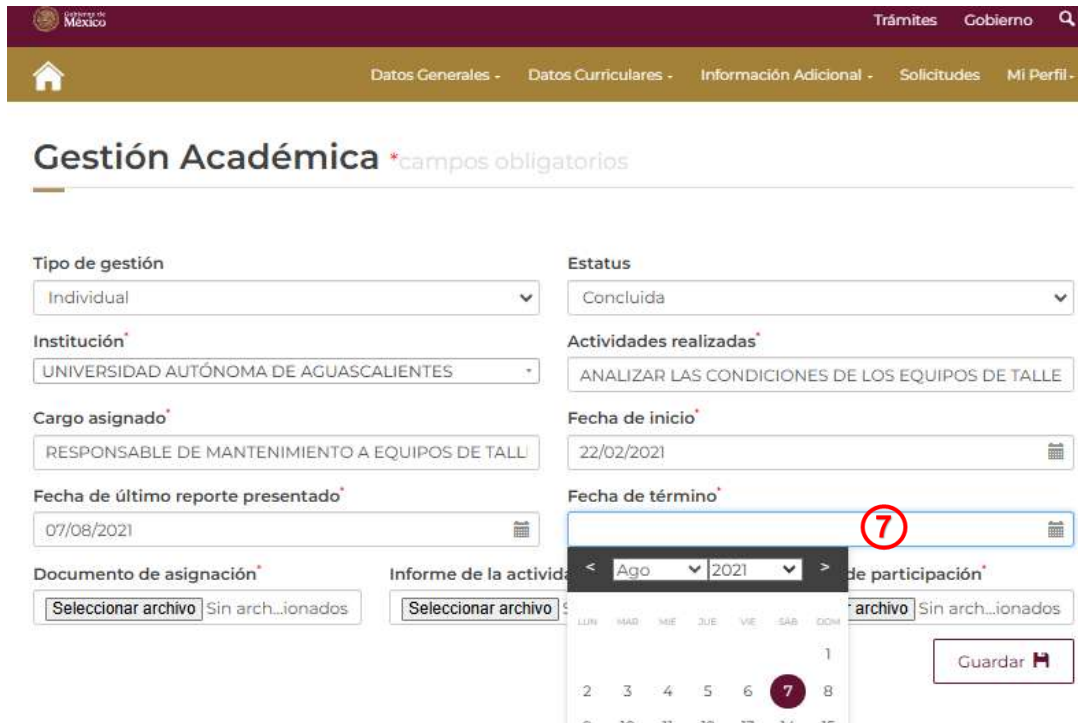 Gobierno de México
Trámites Gobierno
Datos Generales - Datos Curriculares - Información Adicional - Solicitudes Mi Perfil -
Gestión Académica *campos obligatorios
Tipo de gestión Estatus
Individual Concluida
Institución* Actividades realizadas*
UNIVERSIDAD AUTÓNOMA DE AGUASCALIENTES ANALIZAR LAS CONDICIONES DE LOS EQUIPOS DE TALLE
Cargo asignado* Fecha de inicio*
RESPONSABLE DE MANTENIMIENTO A EQUIPOS DE TALL 22/02/2021
Fecha de último reporte presentado* Fecha de término*
07/08/2021 7
Documento de asignación* Informe de la activid < Ago 2021 > de participación*
Seleccionar archivo Sin arch...ionados Seleccionar archivo archivo Sin arch...ionados
LUN MAR MIÉ JUE VIE SÁB DOM
1
Guardar
2 3 4 5 6 7 8